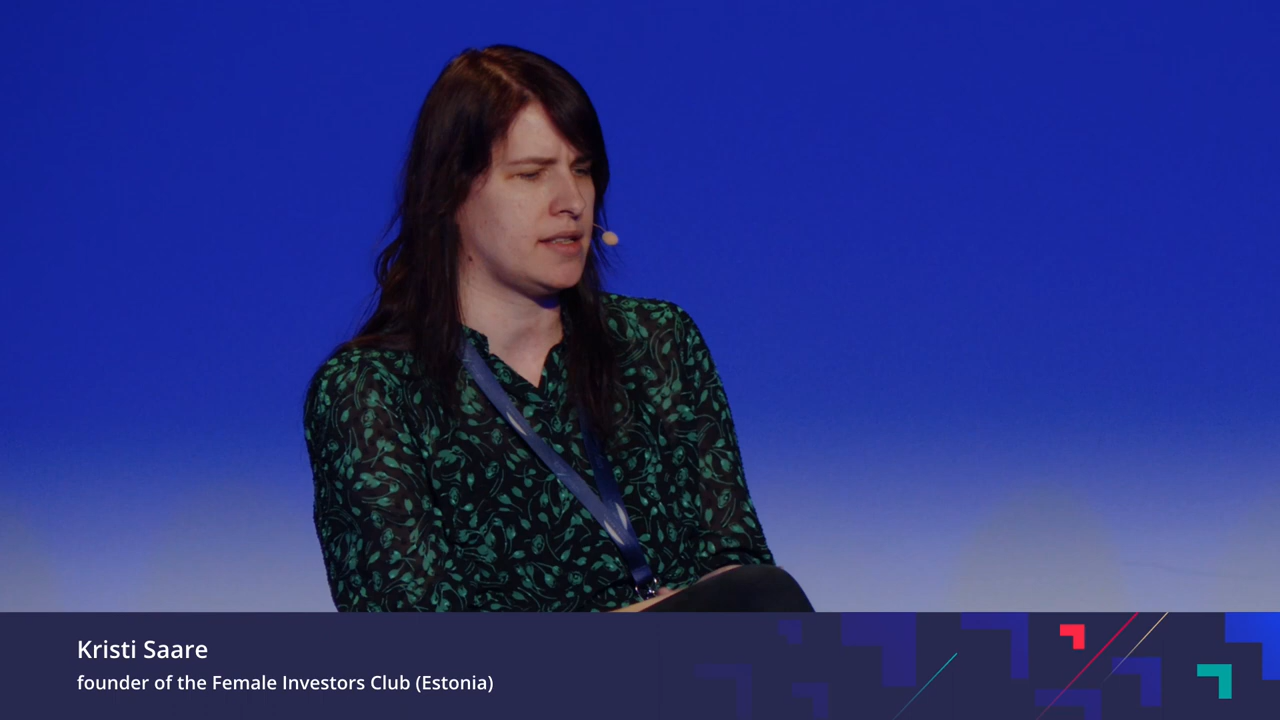 Kristi Saare
founder of the Female Investors Club (Estonia)